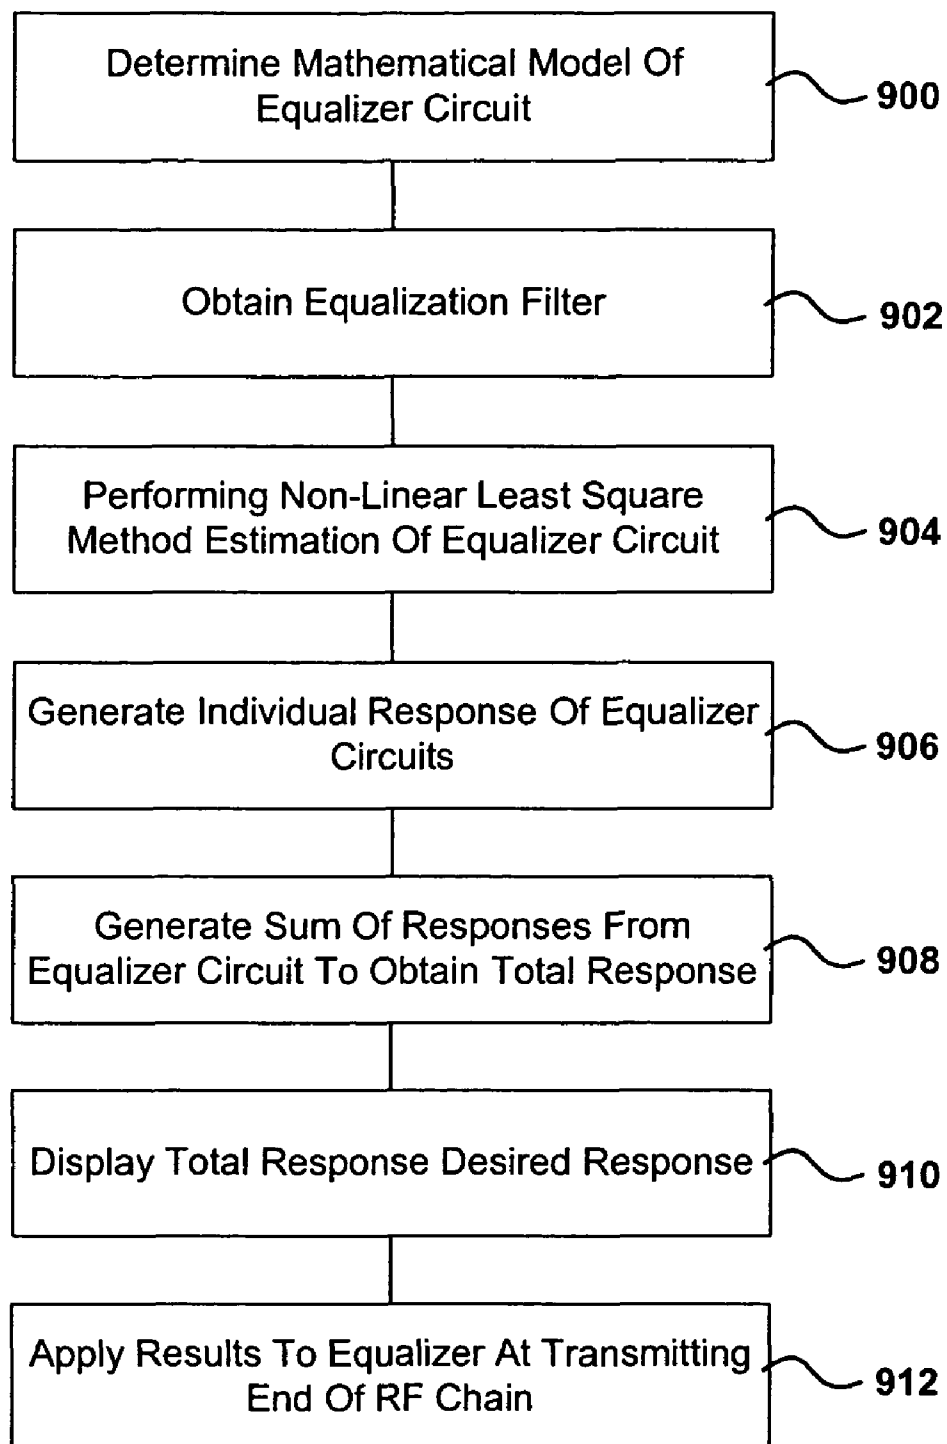 Determine Mathematical Model Of
Equalizer Circuit
900
Obtain Equalization Filter
902
Performing Non-Linear Least Square
Method Estimation Of Equalizer Circuit
904
Generate Individual Response Of Equalizer
Circuits
906
Generate Sum Of Responses From
Equalizer Circuit To Obtain Total Response
908
Display Total Response Desired Response
910
Apply Results To Equalizer At Transmitting
End Of RF Chain
912